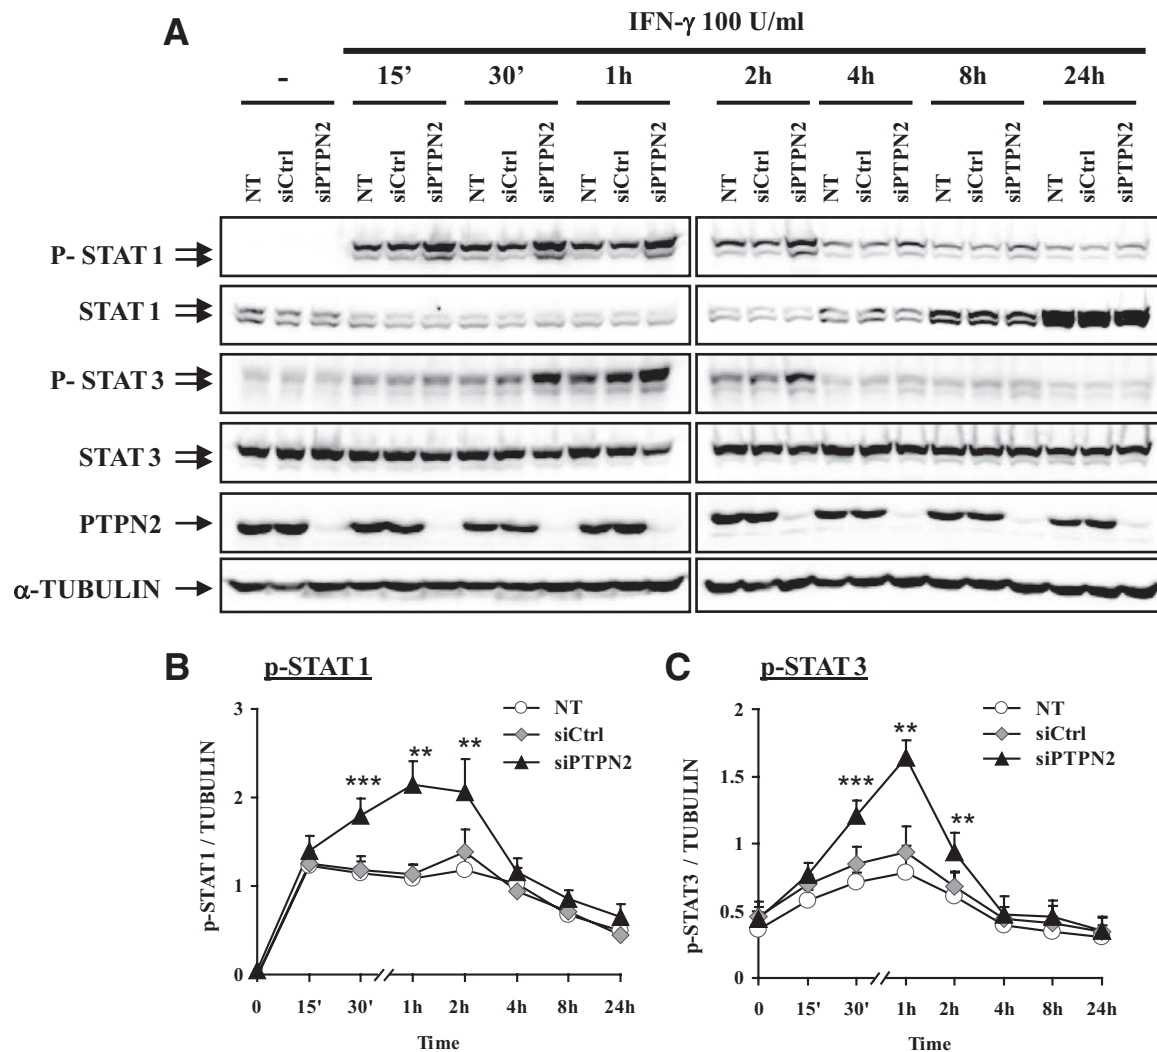 A
IFN-γ 100 U/ml
- 15' 30' 1h 2h 4h 8h 24h
NT siCtrl siPTPN2 NT siCtrl siPTPN2 NT siCtrl siPTPN2 NT siCtrl siPTPN2 NT siCtrl siPTPN2 NT siCtrl siPTPN2 NT siCtrl siPTPN2 NT siCtrl siPTPN2
P- STAT 1
STAT 1
P- STAT 3
STAT 3
PTPN2
α-TUBULIN
B p-STAT 1
NT
siCtrl
siPTPN2
p-STAT1 / TUBULIN
3
2
1
0
***
**
**
0 15' 30' 1h 2h 4h 8h 24h
Time
C p-STAT 3
NT
siCtrl
siPTPN2
p-STAT3 / TUBULIN
2
1.5
1
0.5
0
***
**
**
0 15' 30' 1h 2h 4h 8h 24h
Time